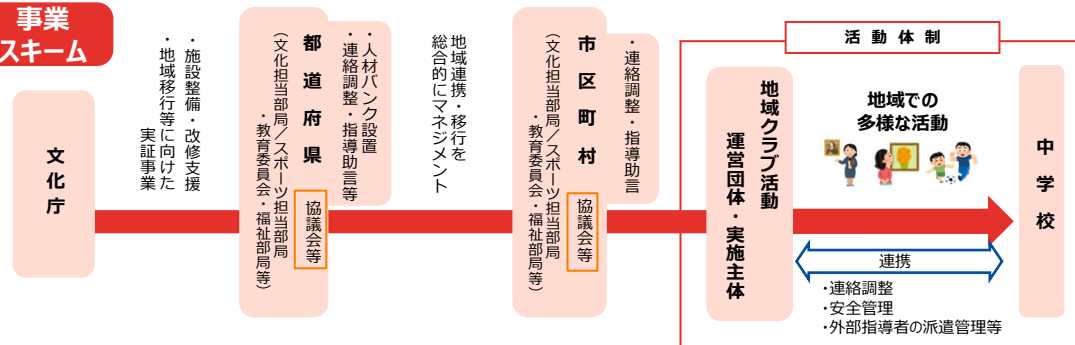 事業
スキーム
文化庁
・施設整備・改修支援
・地域移行等に向けた
実証事業
都道府県
(文化担当部局/スポーツ担当部局
・教育委員会・福祉部局等)
協議会等
・人材バンク設置
・連絡調整・指導助言等
地域連携・移行を
総合的にマネジメント
市区町村
(文化担当部局/スポーツ担当部局
・教育委員会・福祉部局等)
協議会等
・連絡調整・指導助言
活動体制
地域クラブ活動
運営団体・実施主体
地域での
多様な活動
連携
・連絡調整
・安全管理
・外部指導者の派遣管理等
中学校